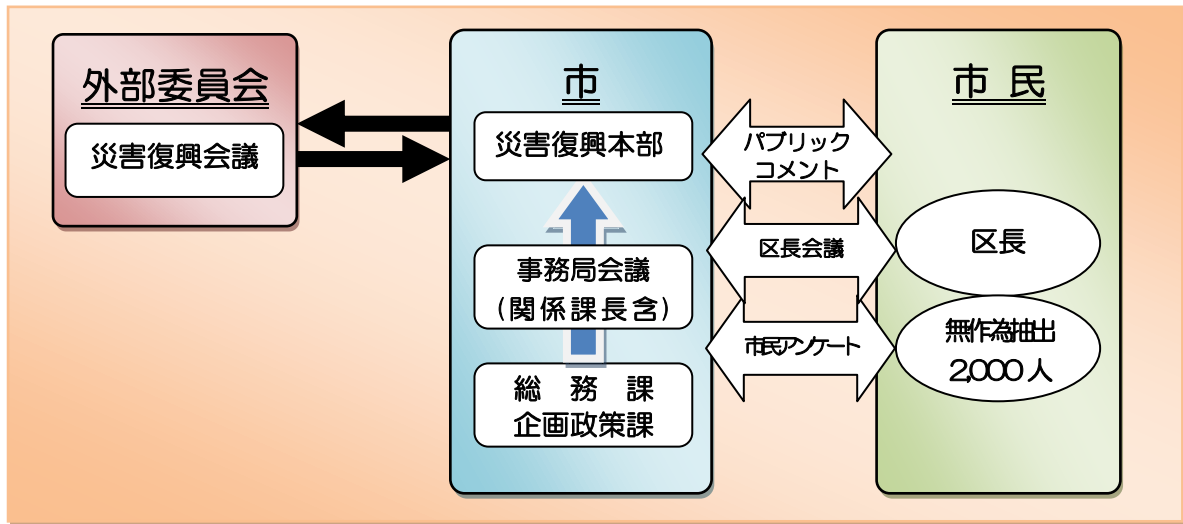 外部委員会
災害復興会議
市
災害復興本部
事務局会議
（関係課長含）
総　務　課
企画政策課
パブリック
コメント
区長会議
市民アンケート
市 民
区長
無作為抽出
2,000 人